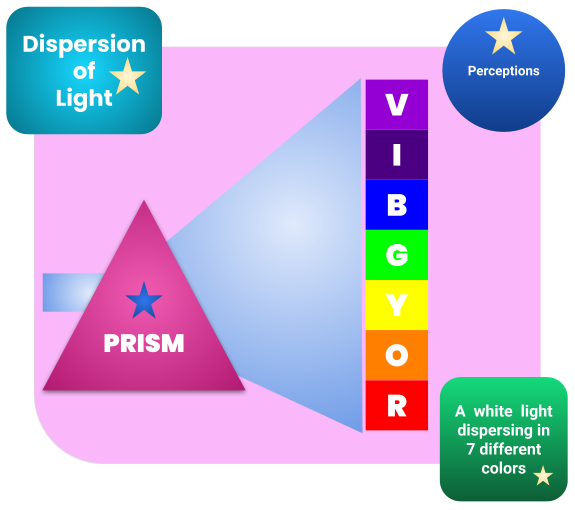 Dispersion
of
Light
Perceptions
V
I
B
G
Y
O
R
PRISM
A white light
dispersing in
7 different
colors